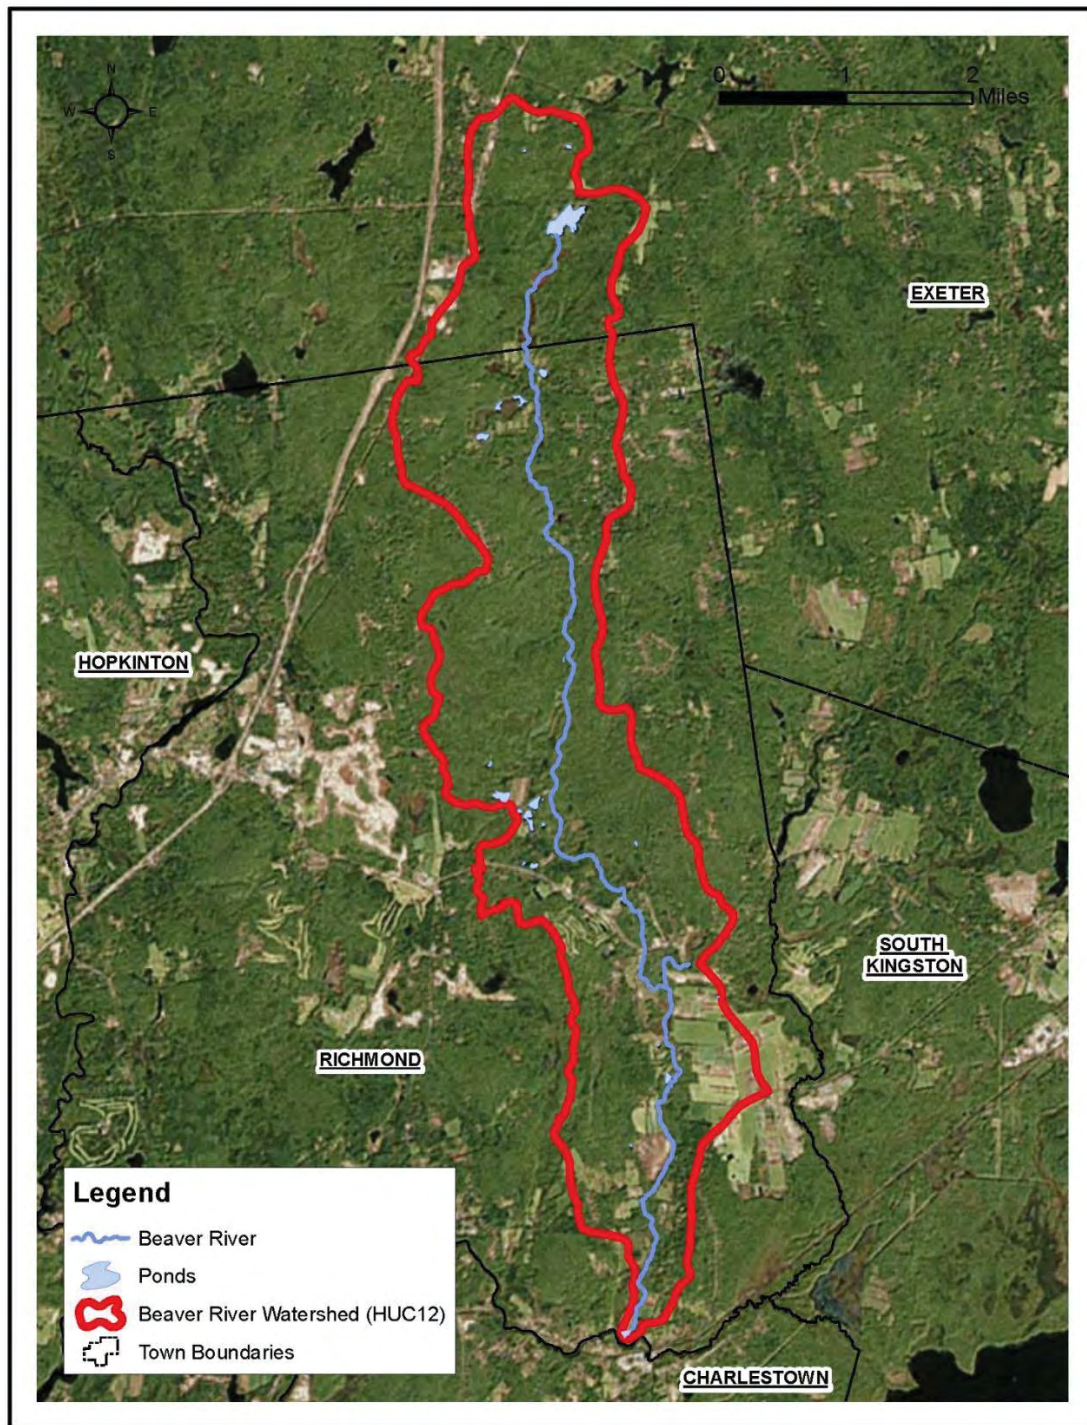 N
W E
S
0 1 2
Miles
EXETER
HOPKINTON
SOUTH
KINGSTON
RICHMOND
Legend
Beaver River
Ponds
Beaver River Watershed (HUC12)
Town Boundaries
CHARLESTOWN